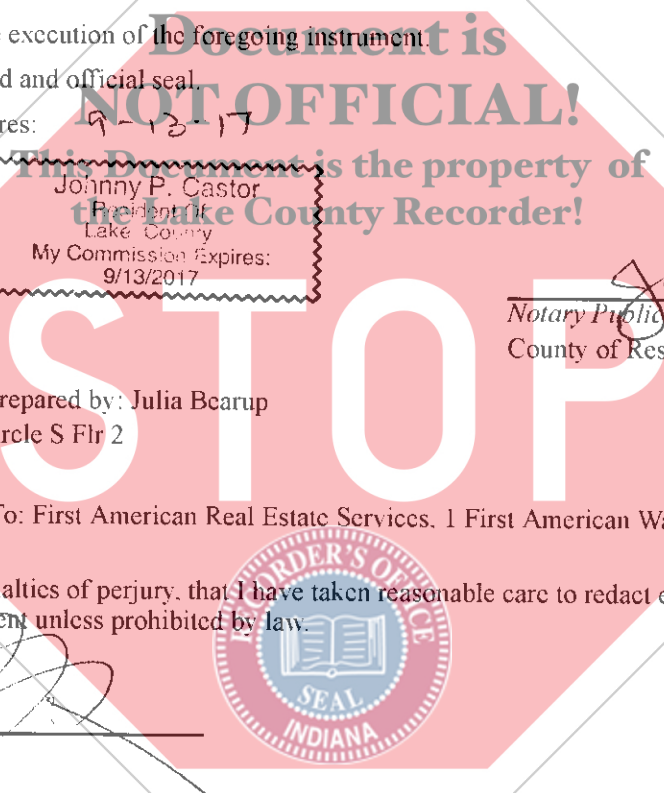 execution of the foregoing instrument.
Document is
d and official seal.
NOT OFFICIAL!
res: 9-13-17
This Document is the property of
Johnny P. Castor
Resident Of
the Lake County Recorder!
Lake County
My Commission Expires:
9/13/2017
STOP
Notary Public
County of Res
repared by: Julia Bearup
rcle S Flr 2
To: First American Real Estate Services, 1 First American Wa
alties of perjury, that I have taken reasonable care to redact e
ent unless prohibited by law.
RECORDER'S OFFICE
SEAL
INDIANA